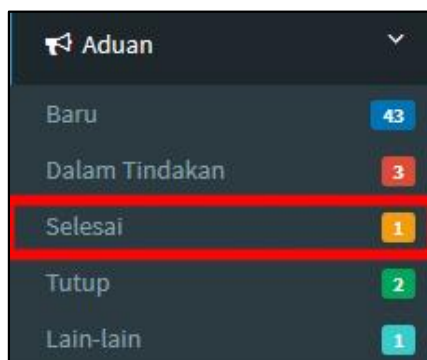 Aduan
Baru 43
Dalam Tindakan 3
Selesai 1
Tutup 2
Lain-lain 1